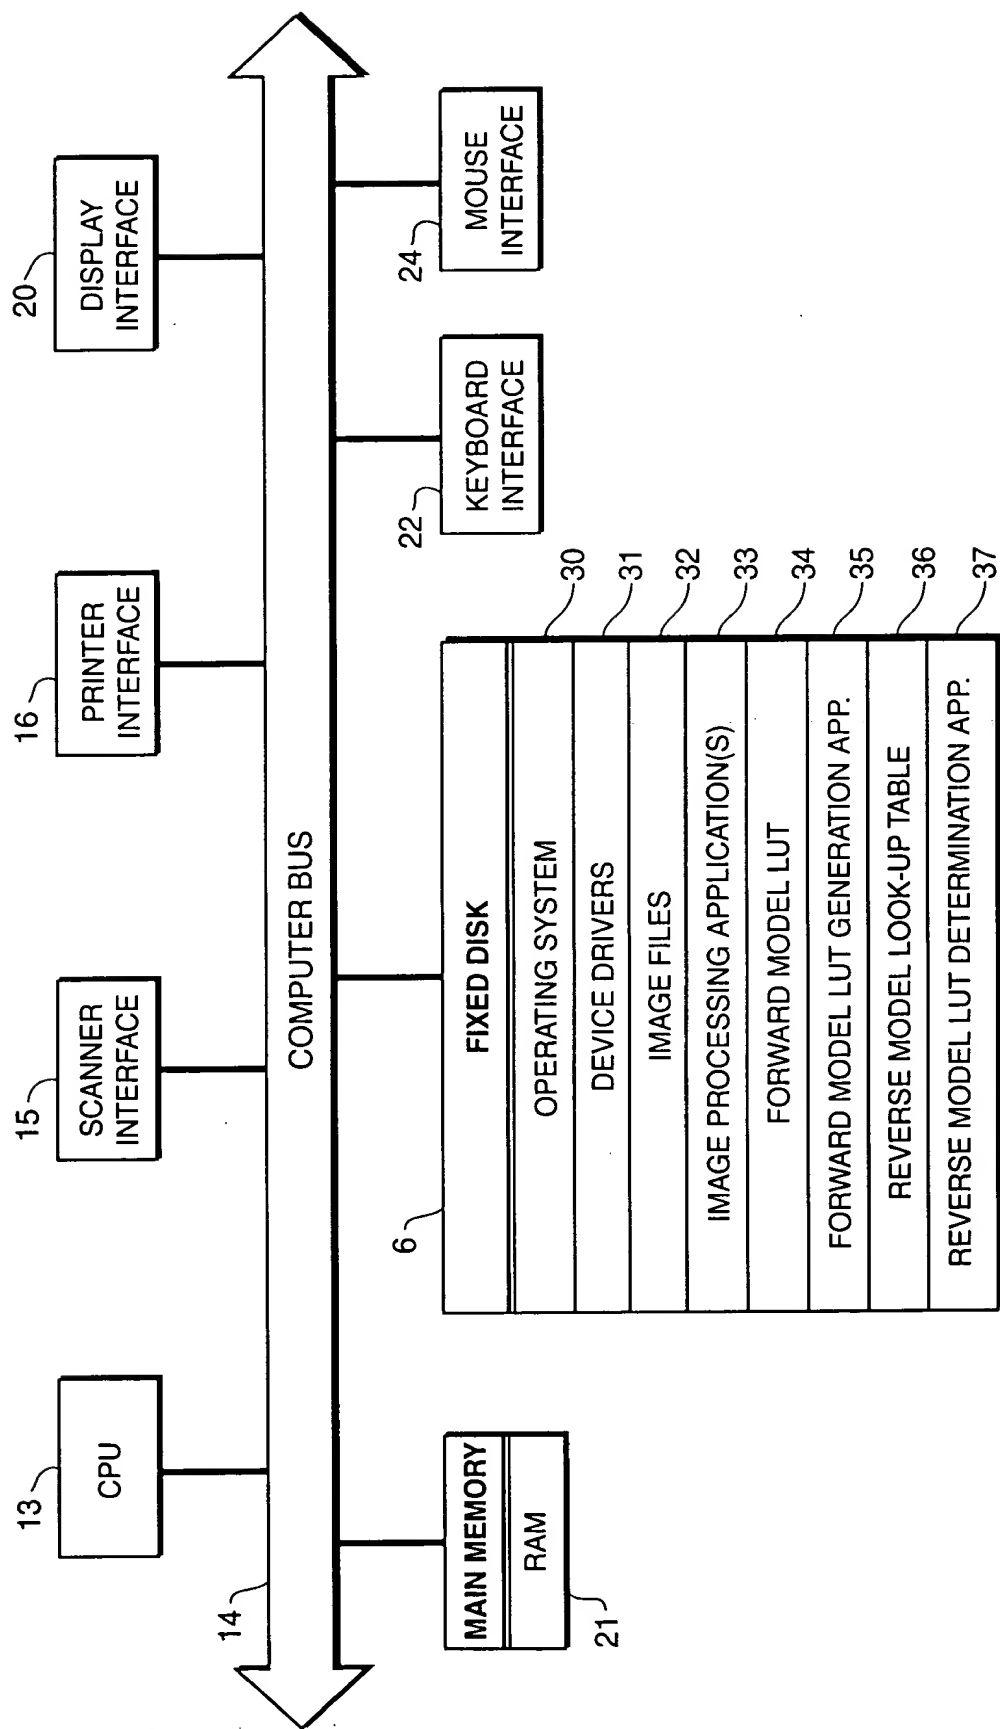 13
CPU
15
SCANNER
INTERFACE
16
PRINTER
INTERFACE
20
DISPLAY
INTERFACE
14
COMPUTER BUS
MAIN MEMORY
RAM
21
6
FIXED DISK
OPERATING SYSTEM
30
DEVICE DRIVERS
31
IMAGE FILES
32
IMAGE PROCESSING APPLICATION(S)
33
FORWARD MODEL LUT
34
FORWARD MODEL LUT GENERATION APP.
35
REVERSE MODEL LOOK-UP TABLE
36
REVERSE MODEL LUT DETERMINATION APP.
37
22
KEYBOARD
INTERFACE
24
MOUSE
INTERFACE